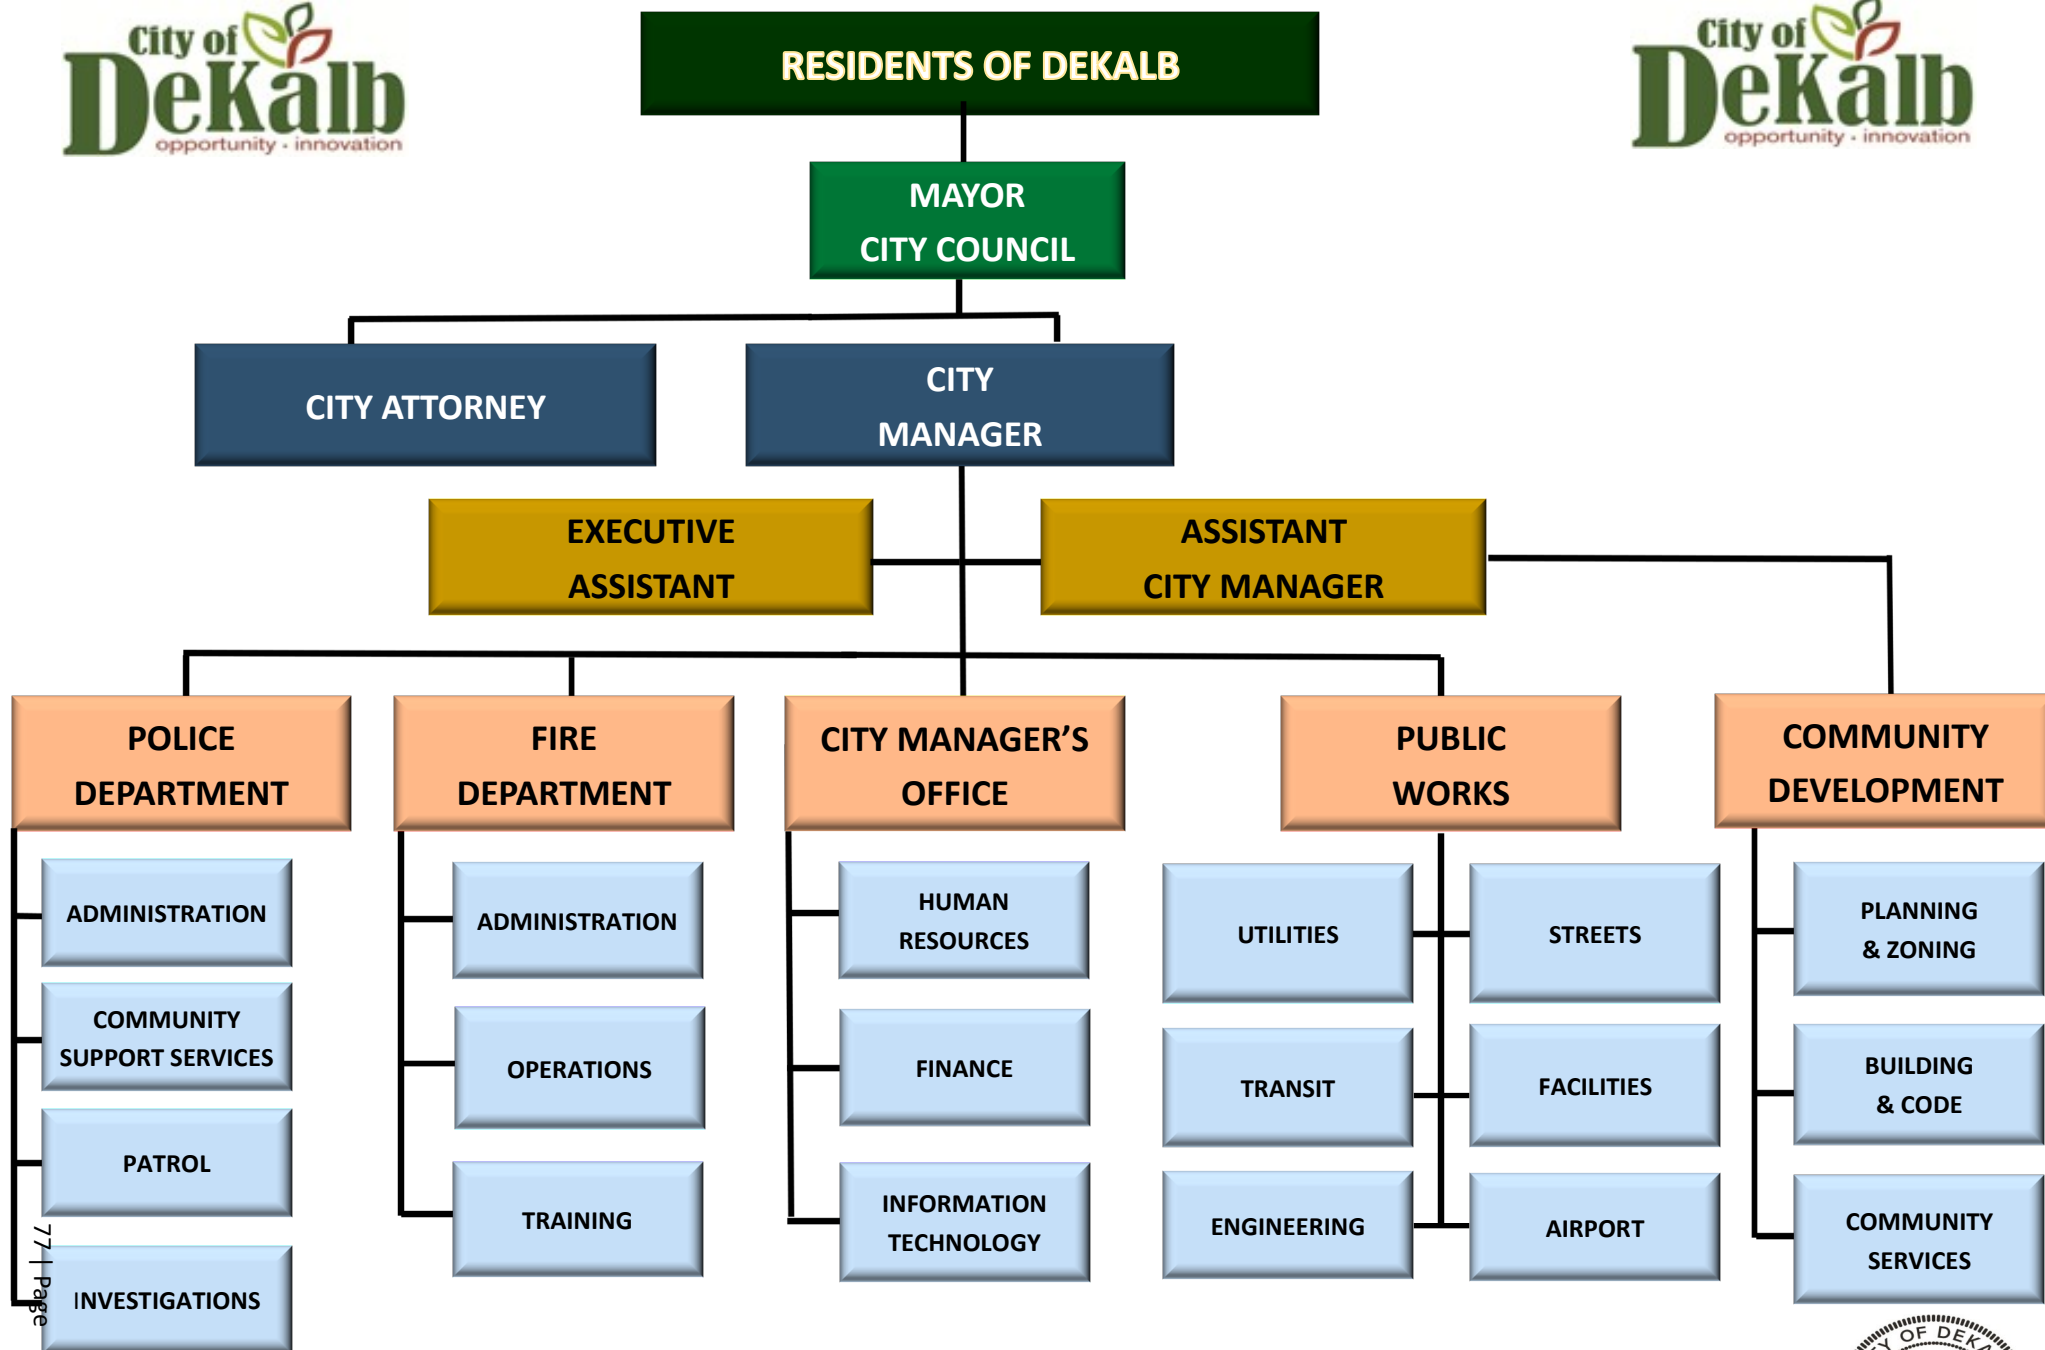 City of
DeKalb
opportunity - innovation
City of
DeKalb
opportunity - innovation
RESIDENTS OF DEKALB
MAYOR
CITY COUNCIL
CITY ATTORNEY
CITY
MANAGER
EXECUTIVE
ASSISTANT
ASSISTANT
CITY MANAGER
POLICE
DEPARTMENT
FIRE
DEPARTMENT
CITY MANAGER’S
OFFICE
PUBLIC
WORKS
COMMUNITY
DEVELOPMENT
ADMINISTRATION
COMMUNITY
SUPPORT SERVICES
PATROL
INVESTIGATIONS
ADMINISTRATION
OPERATIONS
TRAINING
HUMAN
RESOURCES
FINANCE
INFORMATION
TECHNOLOGY
UTILITIES
STREETS
TRANSIT
FACILITIES
ENGINEERING
AIRPORT
PLANNING
& ZONING
BUILDING
& CODE
COMMUNITY
SERVICES
77 | Page
OF